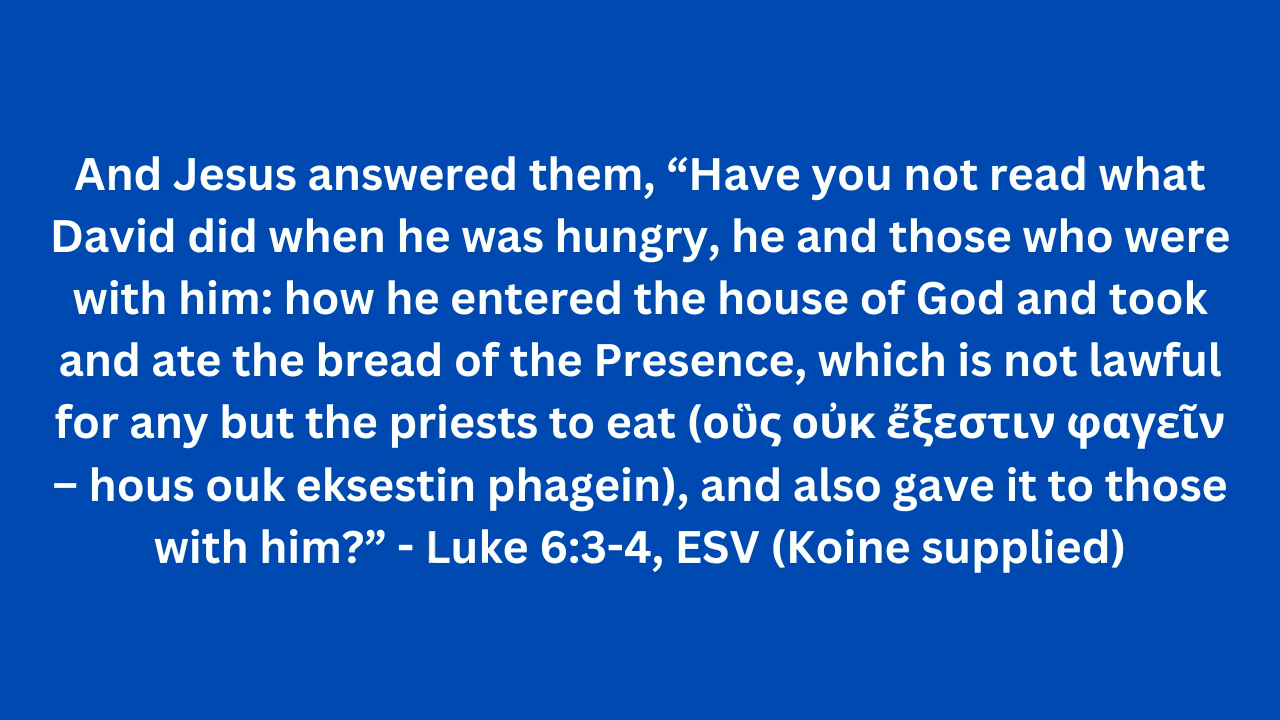 And Jesus answered them, “Have you not read what
David did when he was hungry, he and those who were
with him: how he entered the house of God and took
and ate the bread of the Presence, which is not lawful
for any but the priests to eat (οὓς οὐκ ἔξεστιν φαγεῖν
– hous ouk eksestin phagein), and also gave it to those
with him?” - Luke 6:3-4, ESV (Koine supplied)